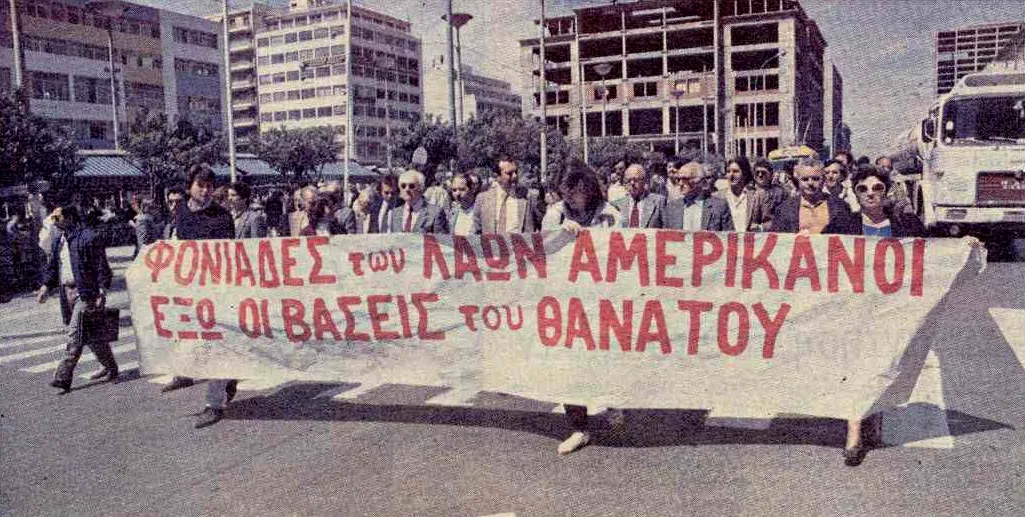 ΦΟΝΙΑΔΕΣ των ΛΑΩΝ ΑΜΕΡΙΚΑΝΟΙ
ΕΞΩ ΟΙ ΒΑΣΕΙΣ του ΘΑΝΑΤΟΥ